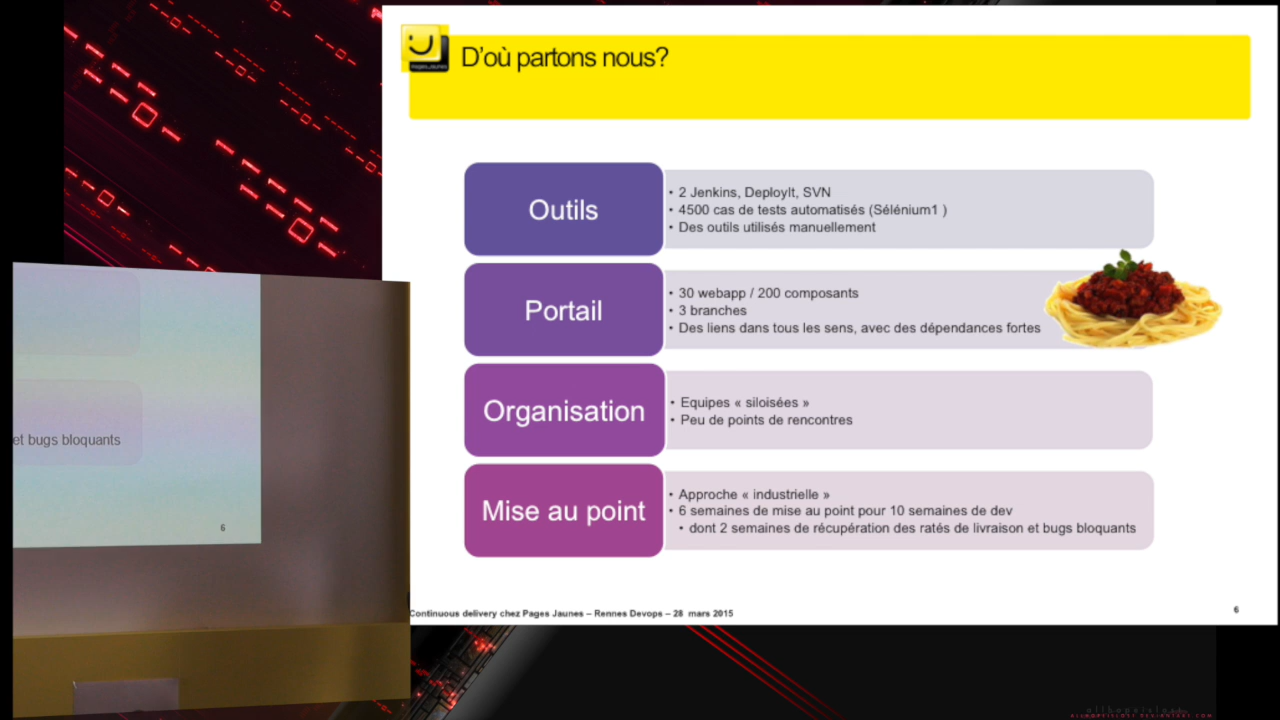 D'où partons nous?
Outils
• 2 Jenkins, DeployIt, SVN
• 4500 cas de tests automatisés (Sélénium1 )
• Des outils utilisés manuellement
Portail
• 30 webapp / 200 composants
• 3 branches
• Des liens dans tous les sens, avec des dépendances fortes
Organisation
• Equipes « siloisées »
• Peu de points de rencontres
Mise au point
• Approche « industrielle »
• 6 semaines de mise au point pour 10 semaines de dev
• dont 2 semaines de récupération des ratés de livraison et bugs bloquants
Continuous delivery chez Pages Jaunes – Rennes Devops – 28 mars 2015
6
et bugs bloquants
6